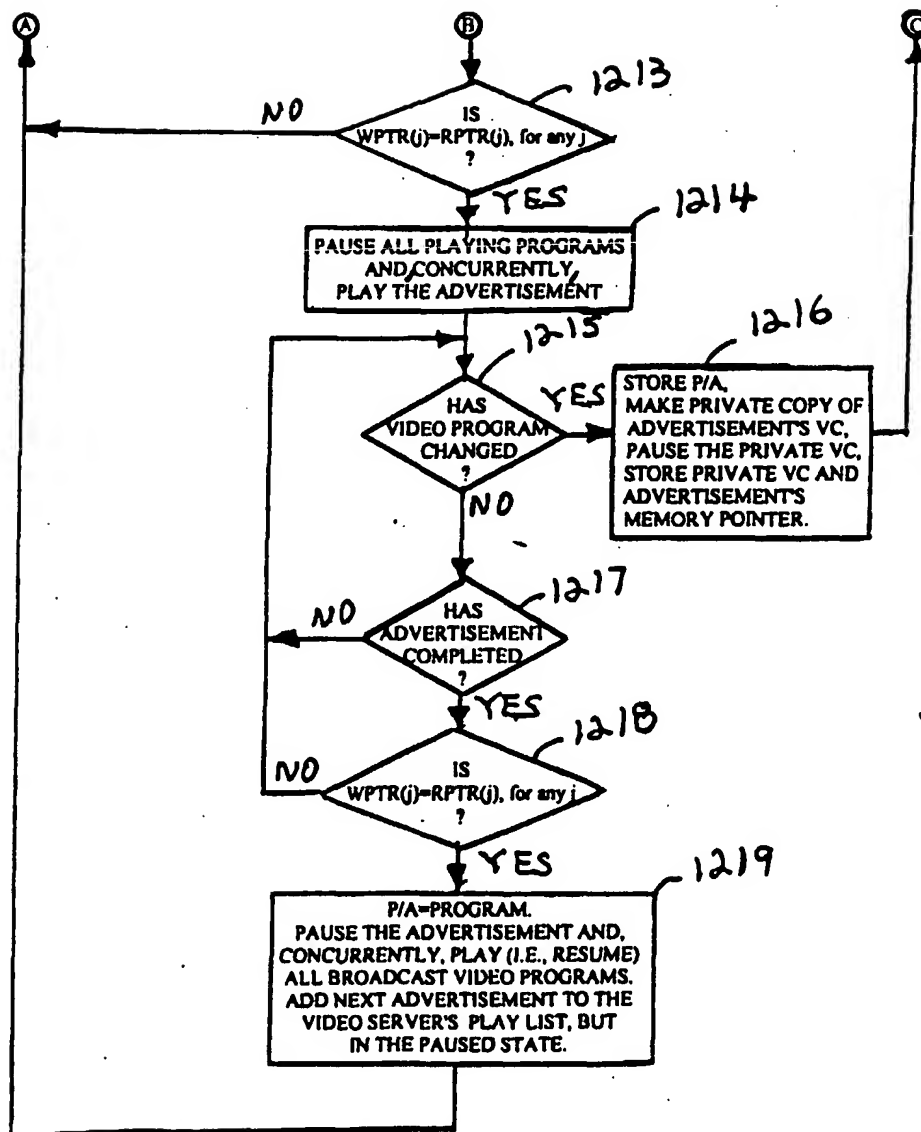 A
B
C
1213
NO
IS
WPTR(j)=RPTR(j), for any j
?
YES
1214
PAUSE ALL PLAYING PROGRAMS
AND, CONCURRENTLY,
PLAY THE ADVERTISEMENT
1215
1216
HAS
VIDEO PROGRAM
CHANGED
?
YES
STORE P/A,
MAKE PRIVATE COPY OF
ADVERTISEMENT'S VC,
PAUSE THE PRIVATE VC,
STORE PRIVATE VC AND
ADVERTISEMENT'S
MEMORY POINTER.
NO
1217
NO
HAS
ADVERTISEMENT
COMPLETED
?
YES
1218
NO
IS
WPTR(j)=RPTR(j), for any j
?
YES
1219
P/A=PROGRAM.
PAUSE THE ADVERTISEMENT AND,
CONCURRENTLY, PLAY (I.E., RESUME)
ALL BROADCAST VIDEO PROGRAMS.
ADD NEXT ADVERTISEMENT TO THE
VIDEO SERVER'S PLAY LIST, BUT
IN THE PAUSED STATE.